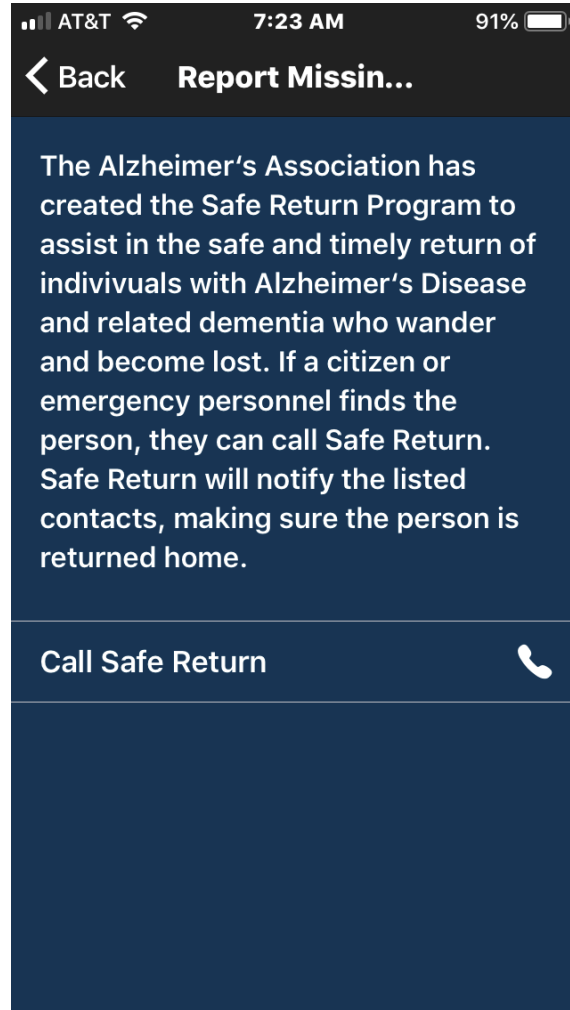 AT&T 7:23 AM 91%
Back Report Missin...
The Alzheimer‘s Association has
created the Safe Return Program to
assist in the safe and timely return of
indivivuals with Alzheimer‘s Disease
and related dementia who wander
and become lost. If a citizen or
emergency personnel finds the
person, they can call Safe Return.
Safe Return will notify the listed
contacts, making sure the person is
returned home.
Call Safe Return